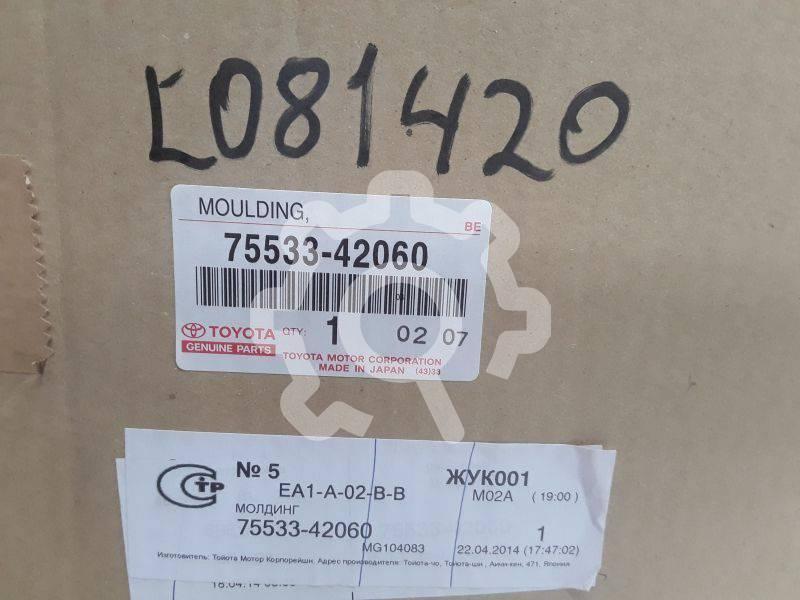 L081420
MOULDING,
BE
75533-42060
TOYOTA
GENUINE PARTS
QTY: 1 02 07
TOYOTA MOTOR CORPORATION
MADE IN JAPAN (43)33
№ 5
ЖУК001
EA1-A-02-B-B
M02A (19:00)
СТР
МОЛДИНГ
75533-42060
1
MG104083
22.04.2014 (17:47:02)
Изготовитель: Тойота Мотор Корпорейшн. Адрес производителя: Тойота-чо, Тойота-ши, Аичи-кен, 471, Япония